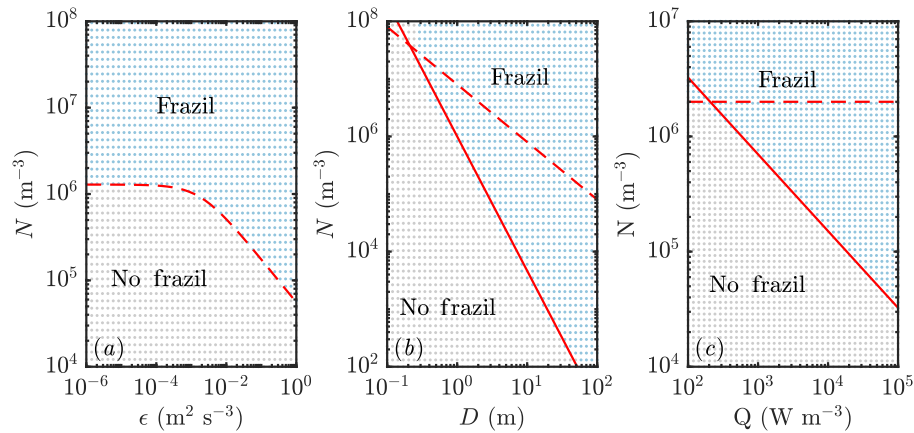 10^8
10^7
10^6
10^5
10^4
N (m^{-3})
Frazil
No frazil
(a)
10^{-6} 10^{-4} 10^{-2} 10^0
ϵ (m^2 s^{-3})
10^8
10^6
10^4
10^2
N (m^{-3})
Frazil
No frazil
(b)
10^{-1} 10^0 10^1 10^2
D (m)
10^7
10^6
10^5
10^4
N (m^{-3})
Frazil
No frazil
(c)
10^2 10^3 10^4 10^5
Q (W m^{-3})